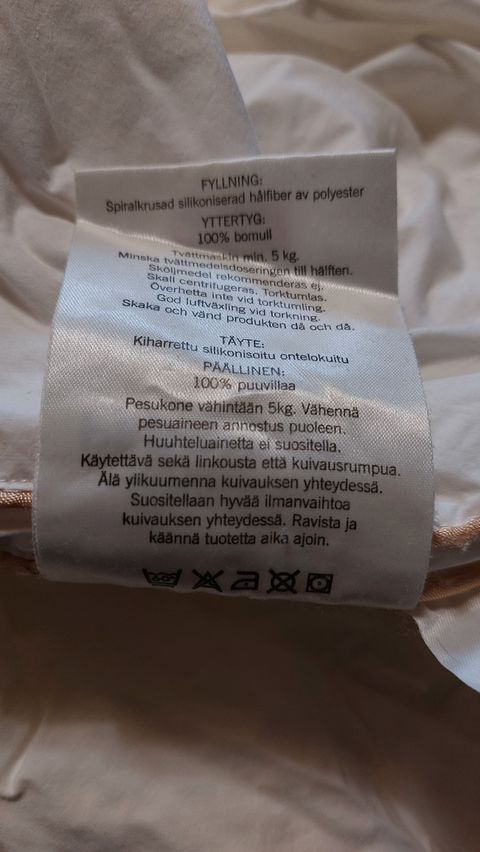 FYLLNING:
Spiralkrusad silikoniserad hålfiber av polyester
YTTERTYG:
100% bomull
Tvättmaskin min. 5 kg.
Minska tvättmedelsdoseringen till hälften.
Sköljmedel rekommenderas ej.
Skall centrifugeras. Torktumlas.
Överhetta inte vid torktumling.
God luftväxling vid torkning.
Skaka och vänd produkten då och då.
TÄYTE:
Kiharrettu silikonisoitu ontelokuitu
PÄÄLLINEN:
100% puuvillaa
Pesukone vähintään 5kg. Vähennä
pesuaineen annostus puoleen.
Huuhteluainetta ei suositella.
Käytettävä sekä linkousta että kuivausrumpua.
Älä ylikuumenna kuivauksen yhteydessä.
Suositellaan hyvää ilmanvaihtoa
kuivauksen yhteydessä. Ravista ja
käännä tuotetta aika ajoin.